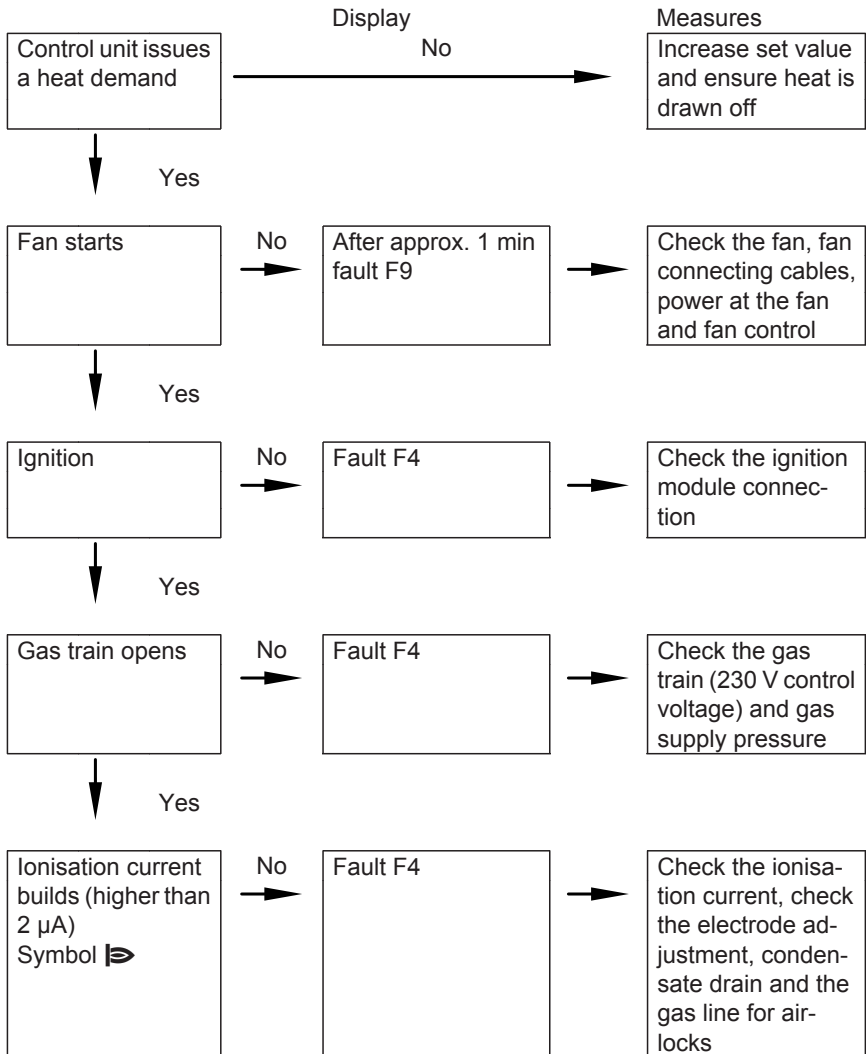 Display
Measures
Control unit issues
a heat demand
No
Increase set value
and ensure heat is
drawn off
Yes
Fan starts
No
After approx. 1 min
fault F9
Check the fan, fan
connecting cables,
power at the fan
and fan control
Yes
Ignition
No
Fault F4
Check the ignition
module connec-
tion
Yes
Gas train opens
No
Fault F4
Check the gas
train (230 V control
voltage) and gas
supply pressure
Yes
Ionisation current
builds (higher than
2 µA)
Symbol
No
Fault F4
Check the ionisa-
tion current, check
the electrode ad-
justment, conden-
sate drain and the
gas line for air-
locks